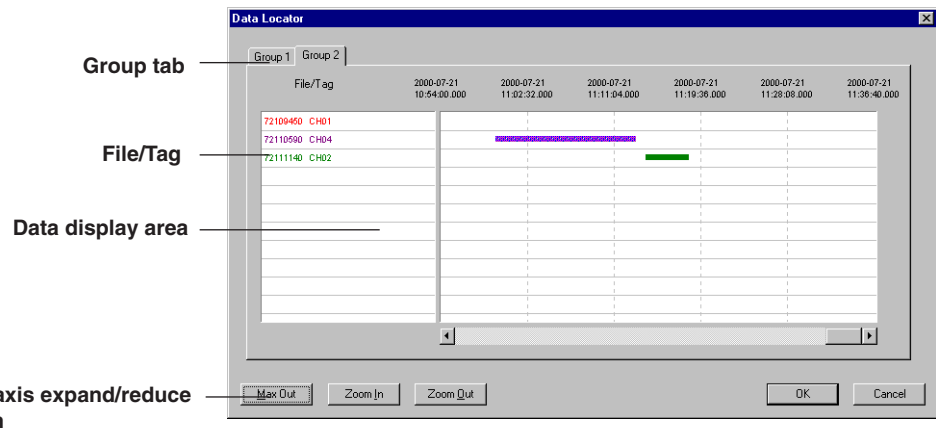 Data Locator
Group 1 Group 2
Group tab
File/Tag 2000-07-21 2000-07-21 2000-07-21 2000-07-21 2000-07-21 2000-07-21
10:54:00.000 11:02:32.000 11:11:04.000 11:19:36.000 11:28:08.000 11:36:40.000
72109450 CH01
72110590 CH04
File/Tag
72111140 CH02
Data display area
axis expand/reduce
Max Out Zoom In Zoom Out OK Cancel